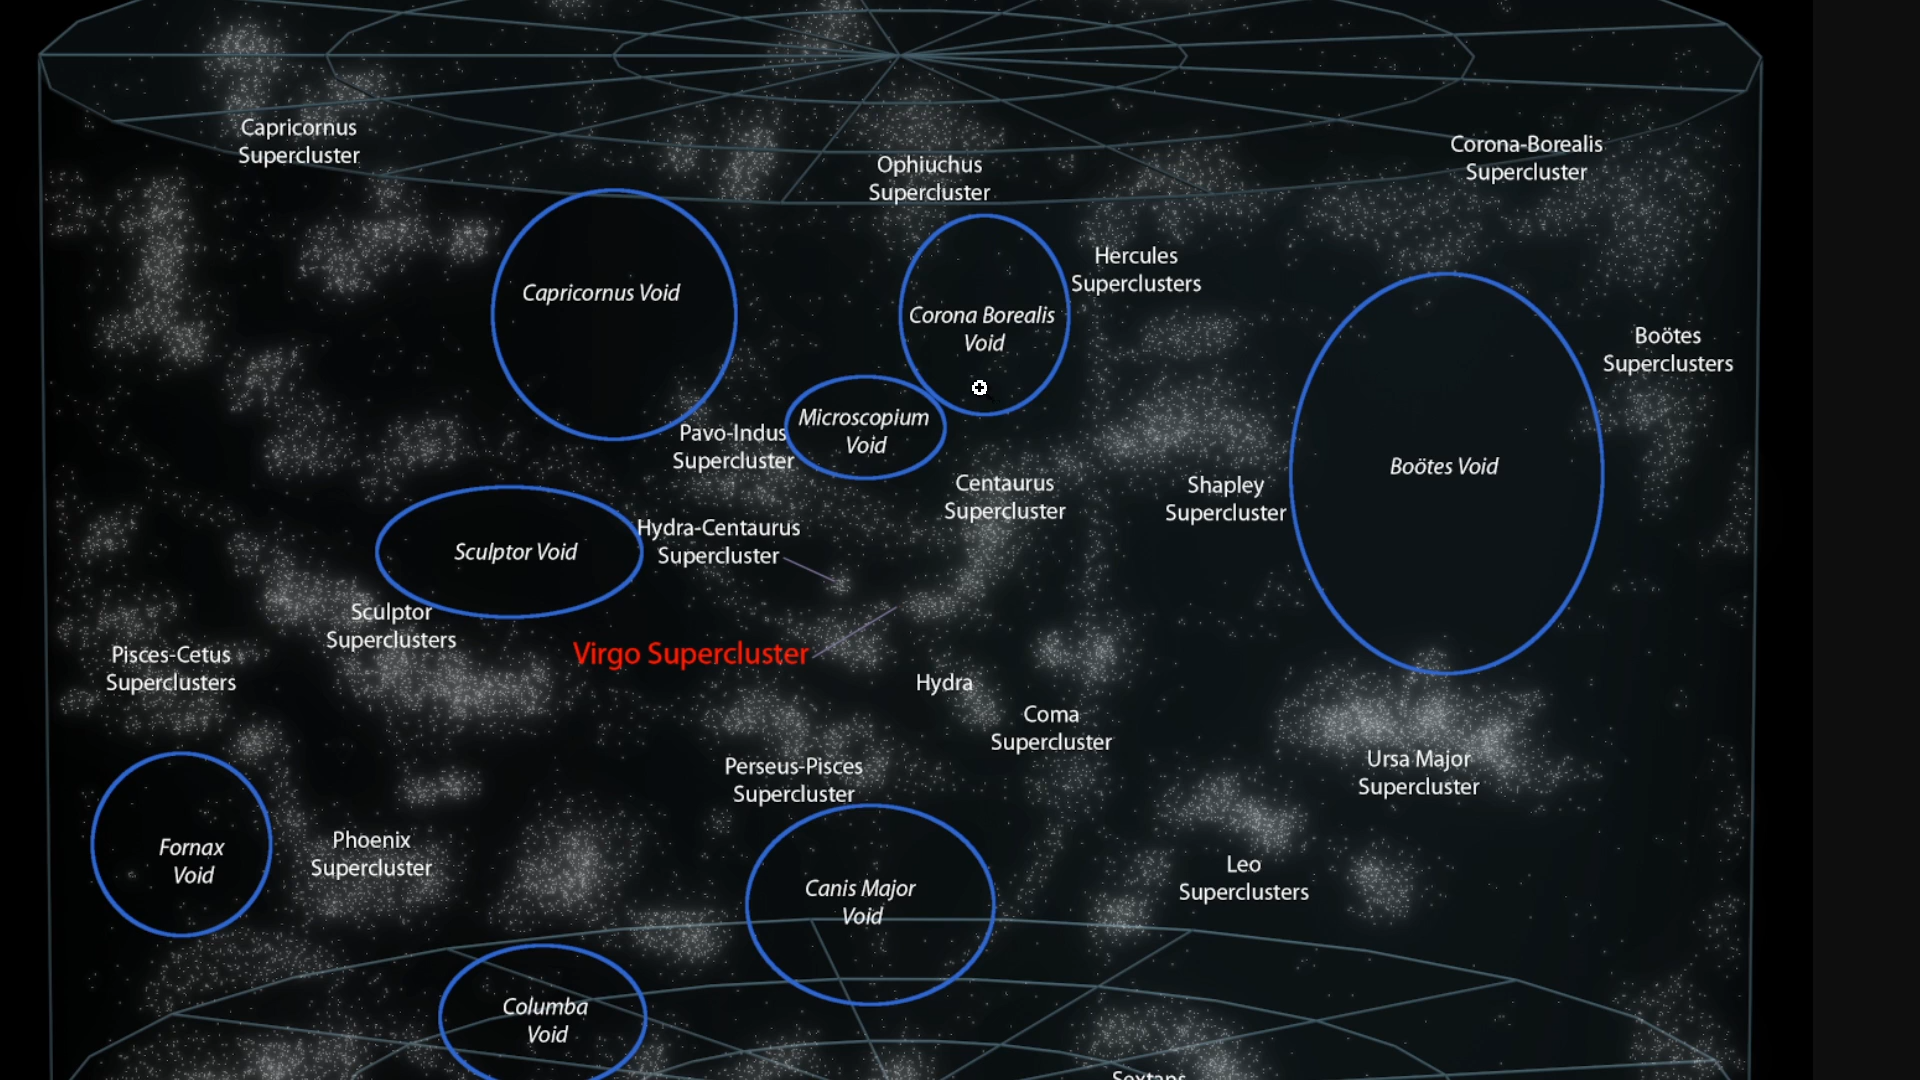 Capricornus
Supercluster
Ophiuchus
Supercluster
Corona-Borealis
Supercluster
Capricornus Void
Corona Borealis
Void
Hercules
Superclusters
Boötes
Superclusters
Pavo-Indus
Supercluster
Microscopium
Void
Centaurus
Supercluster
Shapley
Supercluster
Boötes Void
Sculptor Void
Hydra-Centaurus
Supercluster
Sculptor
Superclusters
Pisces-Cetus
Superclusters
Virgo Supercluster
Hydra
Coma
Supercluster
Perseus-Pisces
Supercluster
Ursa Major
Supercluster
Fornax
Void
Phoenix
Supercluster
Canis Major
Void
Leo
Superclusters
Columba
Void
Sextans